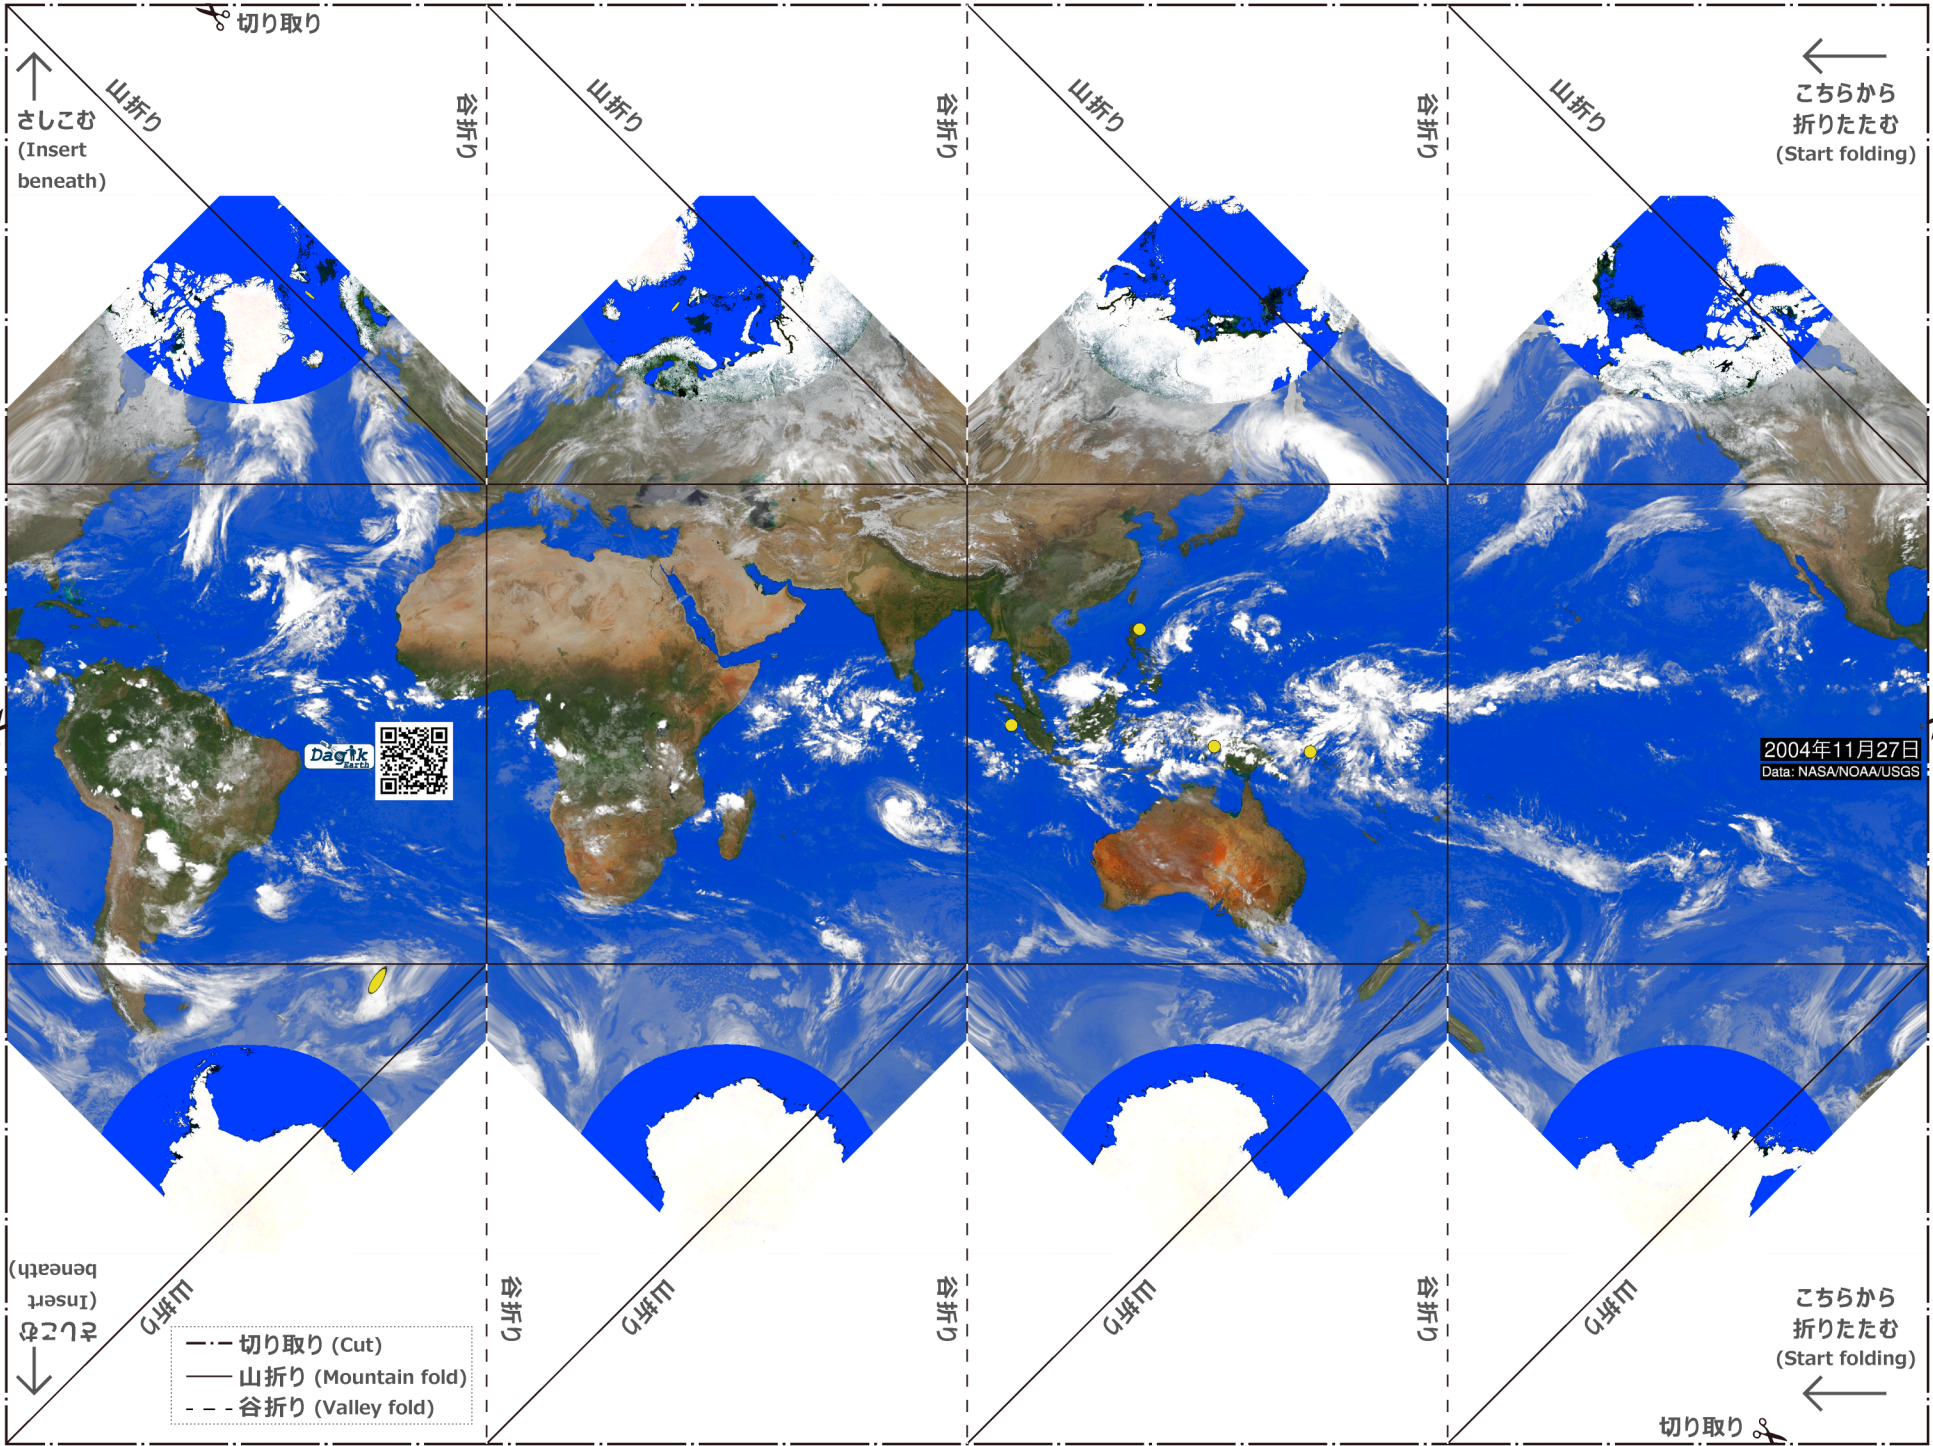 切り取り
山折り
谷折り
山折り
谷折り
山折り
谷折り
山折り
こちらから
折りたたむ
(Start folding)
さしこむ
(Insert
beneath)
Dagik
Earth
2004年11月27日
Data: NASA/NOAA/USGS
さしこむ
(Insert
beneath)
山折り
谷折り
山折り
谷折り
山折り
谷折り
山折り
こちらから
折りたたむ
(Start folding)
切り取り (Cut)
山折り (Mountain fold)
谷折り (Valley fold)
切り取り